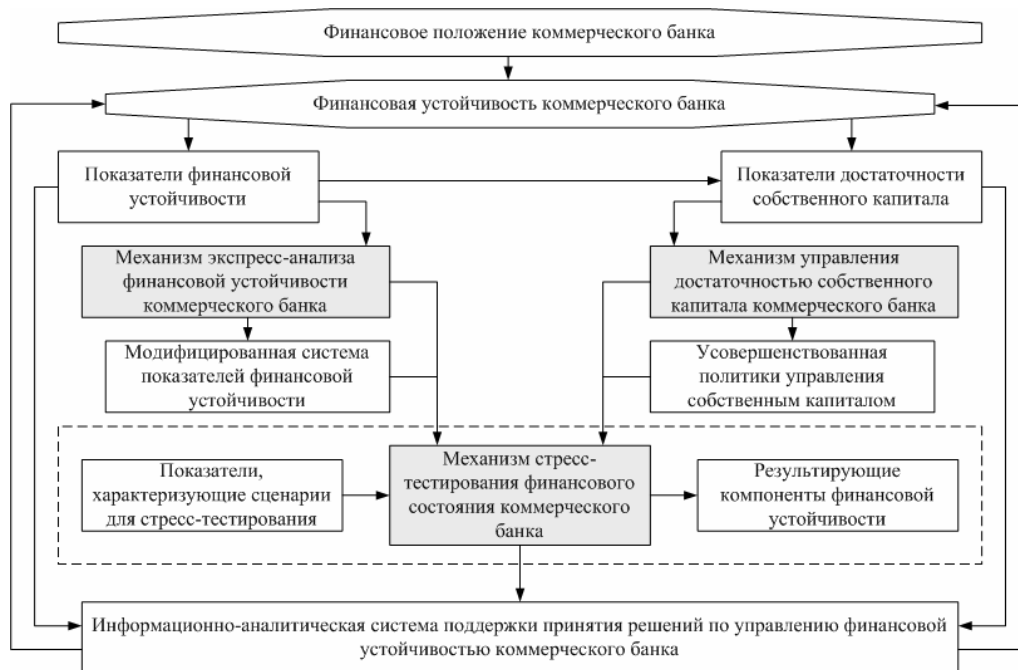 Финансовое положение коммерческого банка
Финансовая устойчивость коммерческого банка
Показатели финансовой
устойчивости
Показатели достаточности
собственного капитала
Механизм экспресс-анализа
финансовой устойчивости
коммерческого банка
Механизм управления
достаточностью собственного
капитала коммерческого банка
Модифицированная система
показателей финансовой
устойчивости
Усовершенствованная
политики управления
собственным капиталом
Показатели,
характеризующие сценарии
для стресс-тестирования
Механизм стресс-
тестирования финансового
состояния коммерческого
банка
Результирующие
компоненты финансовой
устойчивости
Информационно-аналитическая система поддержки принятия решений по управлению финансовой
устойчивостью коммерческого банка